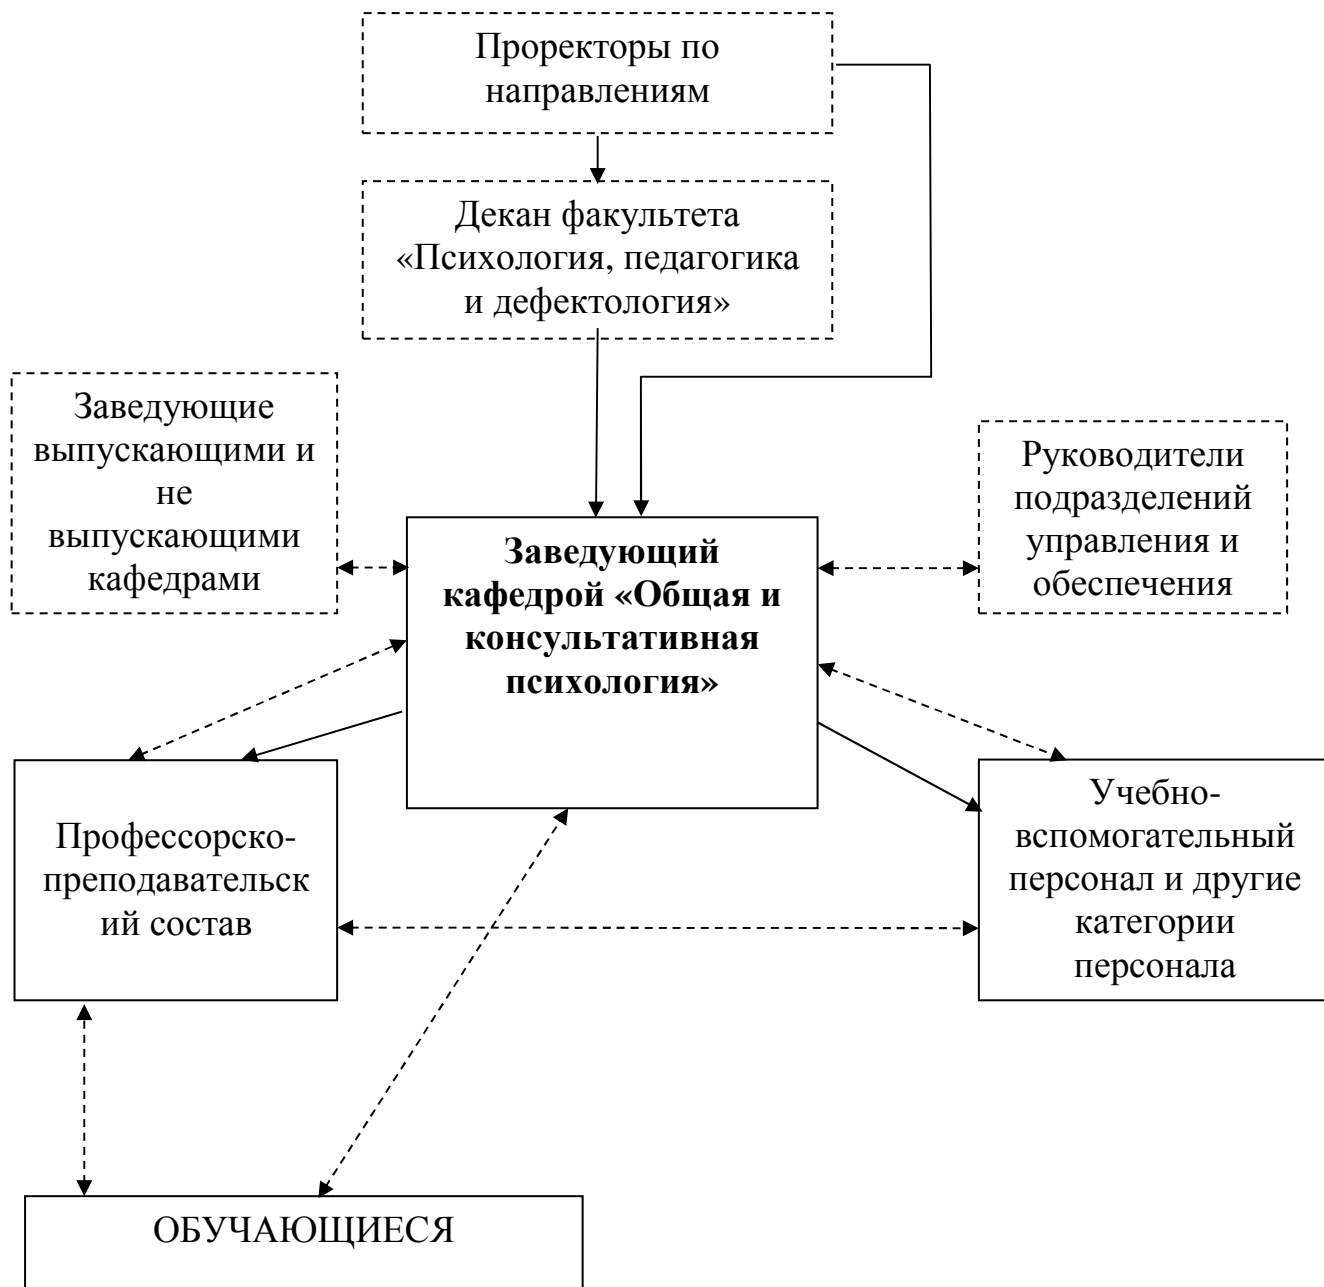 Проректоры по
направлениям
Декан факультета
«Психология, педагогика
и дефектология»
Заведующие
выпускающими и
не
выпускающими
кафедрами
Руководители
подразделений
управления и
обеспечения
Заведующий
кафедрой «Общая и
консультативная
психология»
Профессорско-
преподавательск
ий состав
Учебно-
вспомогательный
персонал и другие
категории
персонала
ОБУЧАЮЩИЕСЯ